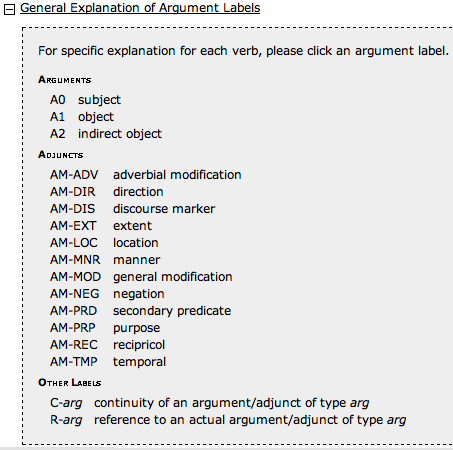 General Explanation of Argument Labels
For specific explanation for each verb, please click an argument label.
Arguments
A0 subject
A1 object
A2 indirect object
Adjuncts
AM-ADV adverbial modification
AM-DIR direction
AM-DIS discourse marker
AM-EXT extent
AM-LOC location
AM-MNR manner
AM-MOD general modification
AM-NEG negation
AM-PRD secondary predicate
AM-PRP purpose
AM-REC recipricol
AM-TMP temporal
Other Labels
C-arg continuity of an argument/adjunct of type arg
R-arg reference to an actual argument/adjunct of type arg